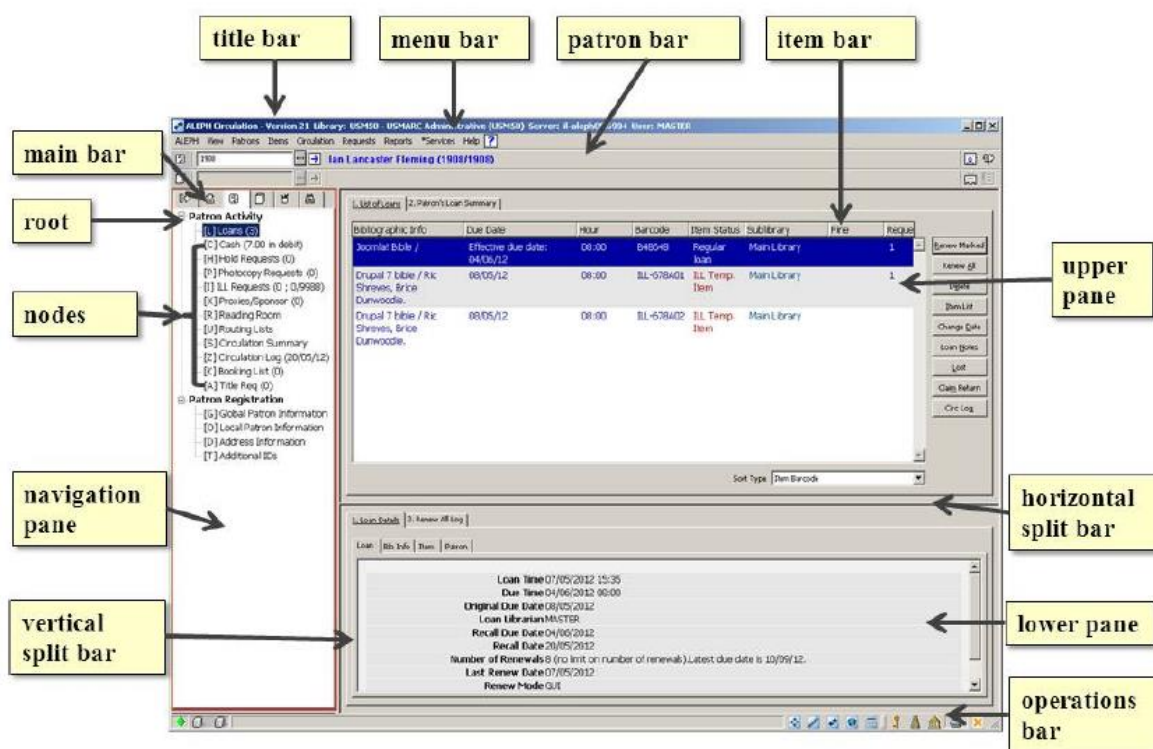 title bar
menu bar
patron bar
item bar
ALEPH Circulation - Version 21 Library: USM50 - USMARC Administrative (USM50) Server: User: MASTER
ALEPH View Patrons Items Circulation Requests Reports *Services Help ?
1908
Ian Lancaster Fleming (1908/1908)
main bar
root
nodes
navigation
pane
vertical
split bar
Patron Activity
[L] Loans (3)
[C] Cash (7.00 in debit)
[H] Hold Requests (0)
[P] Photocopy Requests (0)
[I] ILL Requests (0 ; 0/9988)
[X] Proxies/Sponsor (0)
[R] Reading Room
[U] Routing Lists
[S] Circulation Summary
[Z] Circulation Log (20/05/12)
[K] Booking List (0)
[A] Title Req (0)
Patron Registration
[G] Global Patron Information
[O] Local Patron Information
[D] Address Information
[T] Additional IDs
1. List of Loans 2. Patron's Loan Summary
Bibliographic Info Due Date Hour Barcode Item Status Sublibrary Fine Reque
Joomla! Bible / Effective due date: 08:00 Regular Main Library 1
04/06/12 loan
Drupal 7 bible / Ric 08/05/12 08:00 ILL-678A01 ILL Temp. Main Library 1
Shreves, Brice Item
Dunwoodie.
Drupal 7 bible / Ric 08/05/12 08:00 ILL-678A02 ILL Temp. Main Library
Shreves, Brice Item
Dunwoodie.
Renew Marked
Renew All
Delete
Item List
Change Date
Loan Notes
Lost
Claim Return
Circ Log
Sort Type Item Barcode
upper
pane
horizontal
split bar
lower pane
operations
bar
1. Loan Details 2. Renew All Log
Loan Bib Info Item Patron
Loan Time 07/05/2012 15:35
Due Time 04/06/2012 00:00
Original Due Date 08/05/2012
Loan Librarian MASTER
Recall Due Date 04/06/2012
Recall Date 20/05/2012
Number of Renewals 8 (no limit on number of renewals).Latest due date is 10/09/12.
Last Renew Date 07/05/2012
Renew Mode GUI